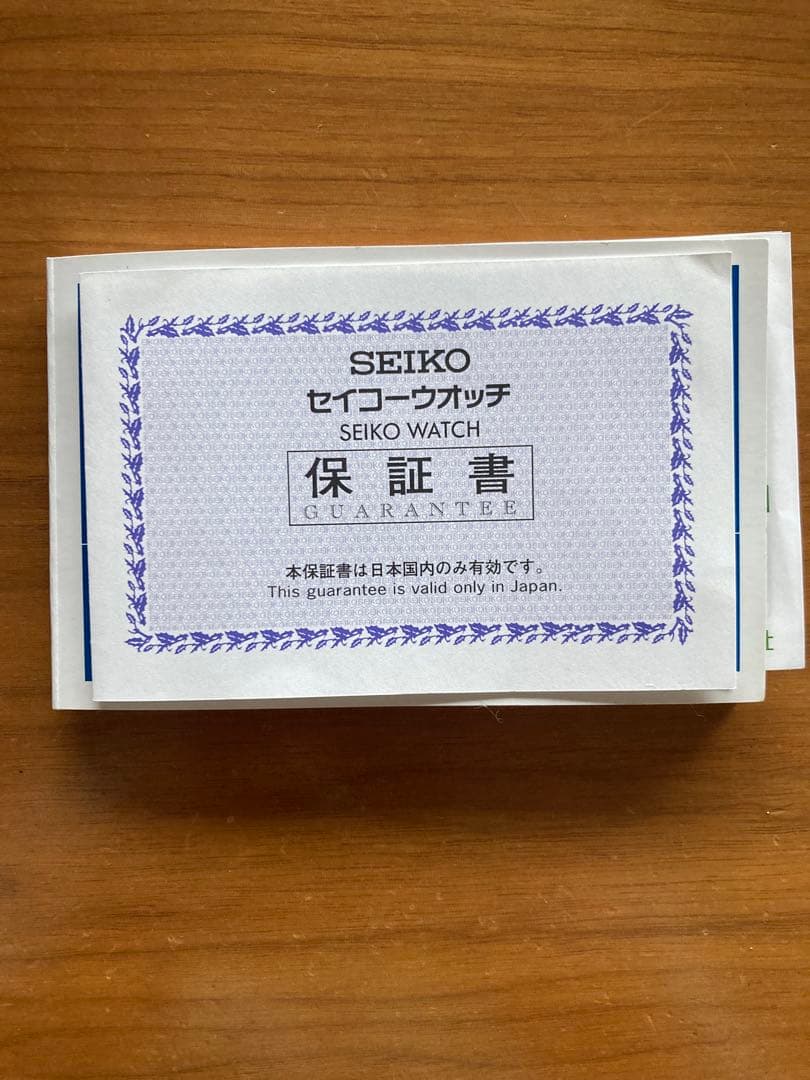 SEIKO
セイコーウオッチ
SEIKO WATCH
保証書
GUARANTEE
本保証書は日本国内のみ有効です。
This guarantee is valid only in Japan.
社